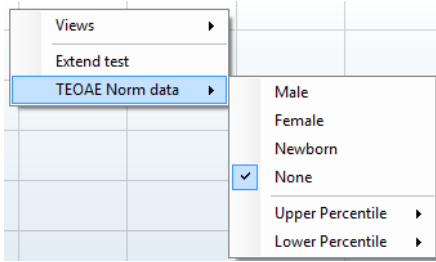 Views
Extend test
TEOAE Norm data
Male
Female
Newborn
None
Upper Percentile
Lower Percentile